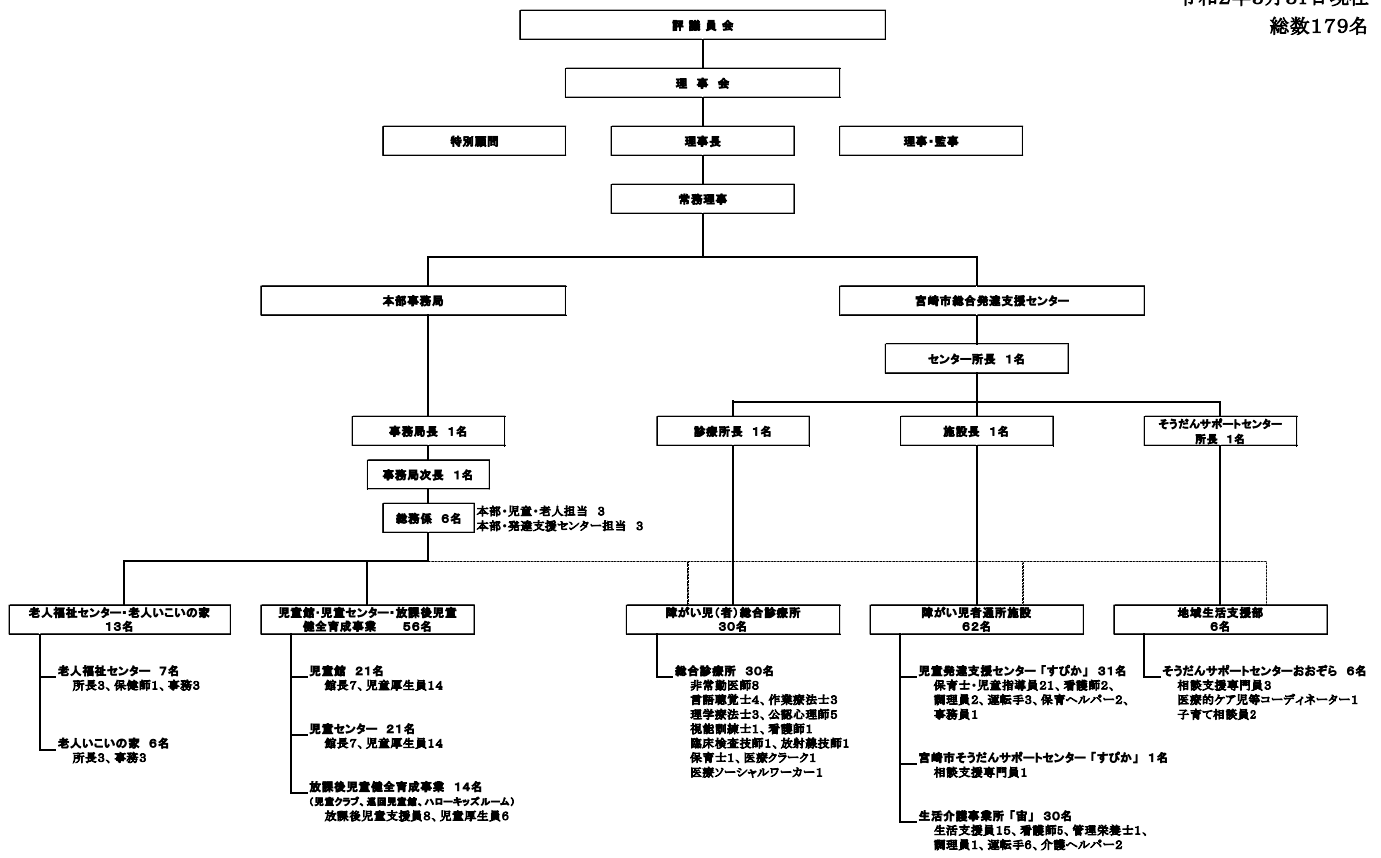 総数179名
評議員会
理事会
特別顧問
理事長
理事・監事
常務理事
本部事務局
宮崎市総合発達支援センター
センター所長 1名
事務局長 1名
診療所長 1名
施設長 1名
そうだんサポートセンター
所長 1名
事務局次長 1名
総務係 6名
本部・児童・老人担当 3
本部・発達支援センター担当 3
老人福祉センター・老人いこいの家
13名
児童館・児童センター・放課後児童
健全育成事業 56名
障がい児(者)総合診療所
30名
障がい児者通所施設
62名
地域生活支援部
6名
老人福祉センター 7名
所長3、保健師1、事務3
老人いこいの家 6名
所長3、事務3
児童館 21名
館長7、児童厚生員14
児童センター 21名
館長7、児童厚生員14
放課後児童健全育成事業 14名
(児童クラブ、巡回児童館、ハローキッズルーム)
放課後児童支援員8、児童厚生員6
総合診療所 30名
非常勤医師8
言語聴覚士4、作業療法士3
理学療法士3、公認心理師5
視能訓練士1、看護師1
臨床検査技師1、放射線技師1
保育士1、医療クラーク1
医療ソーシャルワーカー1
児童発達支援センター「すぴか」 31名
保育士・児童指導員21、看護師2、
調理員2、運転手3、保育ヘルパー2、
事務員1
宮崎市そうだんサポートセンター「すぴか」 1名
相談支援専門員1
生活介護事業所「宙」 30名
生活支援員15、看護師5、管理栄養士1、
調理員1、運転手6、介護ヘルパー2
そうだんサポートセンターおおぞら 6名
相談支援専門員3
医療的ケア児等コーディネーター1
子育て相談員2